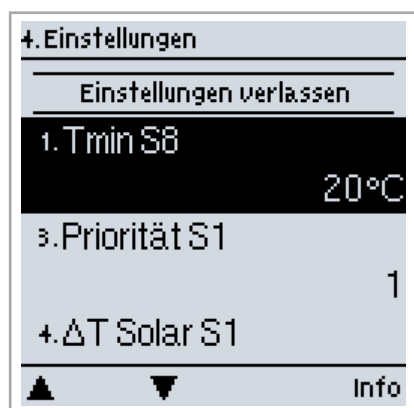 4.Einstellungen
Einstellungen verlassen
1.Tmin S8
20°C
3.Priorität S1
1
4.ΔT Solar S1
▲ ▼ Info